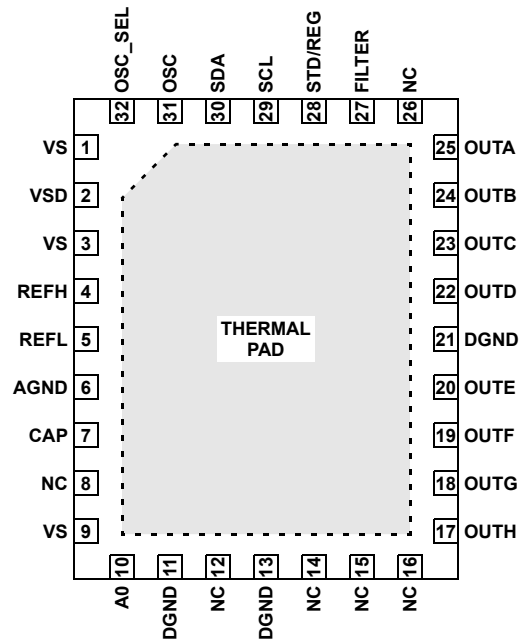 OSC_SEL OSC SDA SCL STD/REG FILTER NC
32 31 30 29 28 27 26
VS 1 25 OUTA
VSD 2 24 OUTB
VS 3 23 OUTC
REFH 4 22 OUTD
REFL 5 21 DGND
AGND 6 20 OUTE
CAP 7 19 OUTF
NC 8 18 OUTG
VS 9 17 OUTH
THERMAL
PAD
10 11 12 13 14 15 16
A0 DGND NC DGND NC NC NC